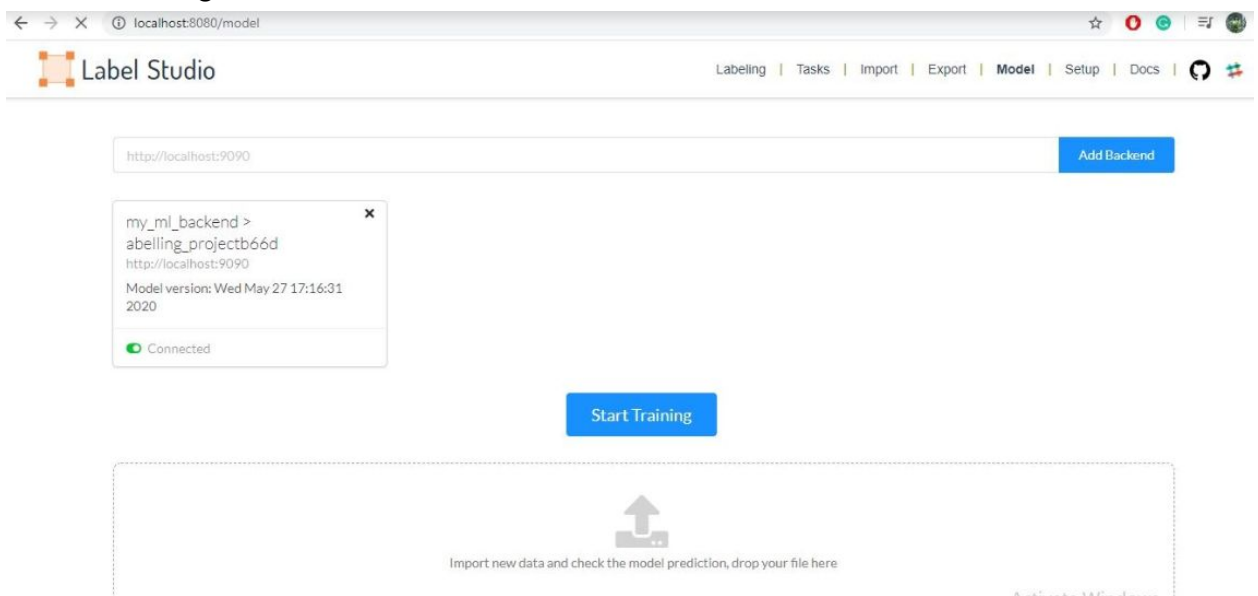 localhost:8080/model
Label Studio
Labeling | Tasks | Import | Export | Model | Setup | Docs |
http://localhost:9090
Add Backend
my_ml_backend >
abelling_projectb66d
http://localhost:9090
Model version: Wed May 27 17:16:31
2020
Connected
Start Training
Import new data and check the model prediction, drop your file here
Activate Windows